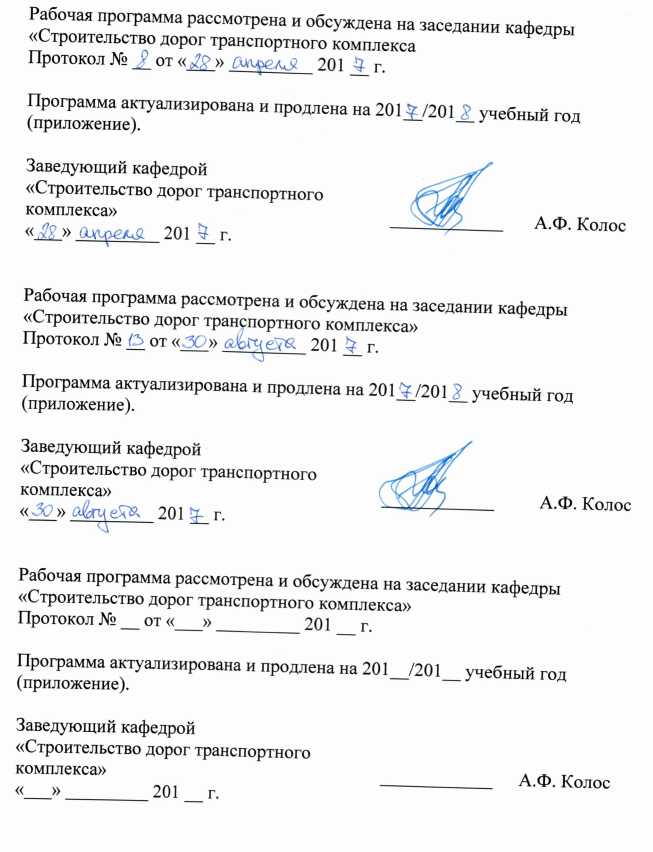 Рабочая программа рассмотрена и обсуждена на заседании кафедры
«Строительство дорог транспортного комплекса
Протокол № 8 от «28» апреля 2017 г.
Программа актуализирована и продлена на 2017/2018 учебный год
(приложение).
Заведующий кафедрой
«Строительство дорог транспортного
комплекса»
«28» апреля 2017 г. А.Ф. Колос
Рабочая программа рассмотрена и обсуждена на заседании кафедры
«Строительство дорог транспортного комплекса»
Протокол № 13 от «30» августа 2017 г.
Программа актуализирована и продлена на 2017/2018 учебный год
(приложение).
Заведующий кафедрой
«Строительство дорог транспортного
комплекса»
«30» августа 2017 г. А.Ф. Колос
Рабочая программа рассмотрена и обсуждена на заседании кафедры
«Строительство дорог транспортного комплекса»
Протокол № __ от «___» _________ 201 __ г.
Программа актуализирована и продлена на 201__/201__ учебный год
(приложение).
Заведующий кафедрой
«Строительство дорог транспортного
комплекса»
«___» _________ 201 __ г. ____________ А.Ф. Колос